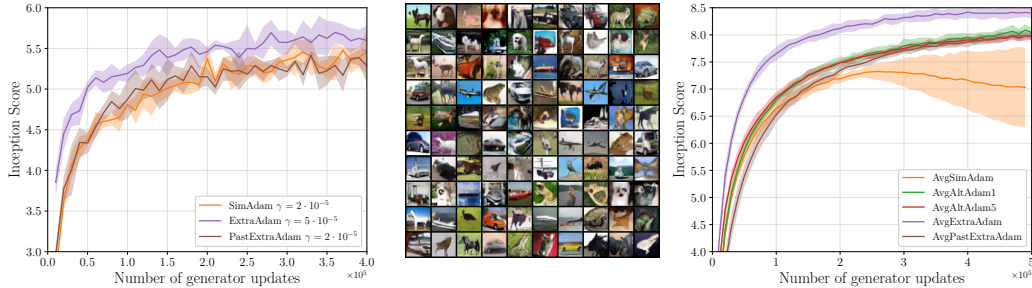 6.0
5.5
5.0
4.5
4.0
3.5
3.0
Inception Score
SimAdam γ = 2 · 10⁻⁵
ExtraAdam γ = 5 · 10⁻⁵
PastExtraAdam γ = 2 · 10⁻⁵
0.0 0.5 1.0 1.5 2.0 2.5 3.0 3.5 4.0
Number of generator updates ×10⁵
8.5
8.0
7.5
7.0
6.5
6.0
5.5
5.0
4.5
4.0
Inception Score
AvgSimAdam
AvgAltAdam1
AvgAltAdam5
AvgExtraAdam
AvgPastExtraAdam
0 1 2 3 4 5
Number of generator updates ×10⁵